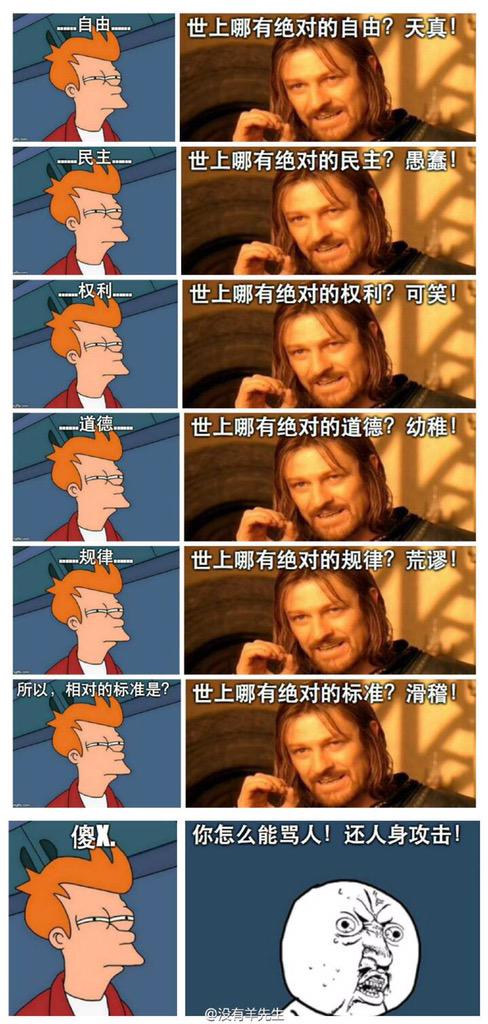 ……自由……
世上哪有绝对的自由？天真！
……民主……
世上哪有绝对的民主？愚蠢！
……权利……
世上哪有绝对的权利？可笑！
……道德……
世上哪有绝对的道德？幼稚！
……规律……
世上哪有绝对的规律？荒谬！
所以，相对的标准是？
世上哪有绝对的标准？滑稽！
傻X.
你怎么能骂人！还人身攻击！
@没有羊先生